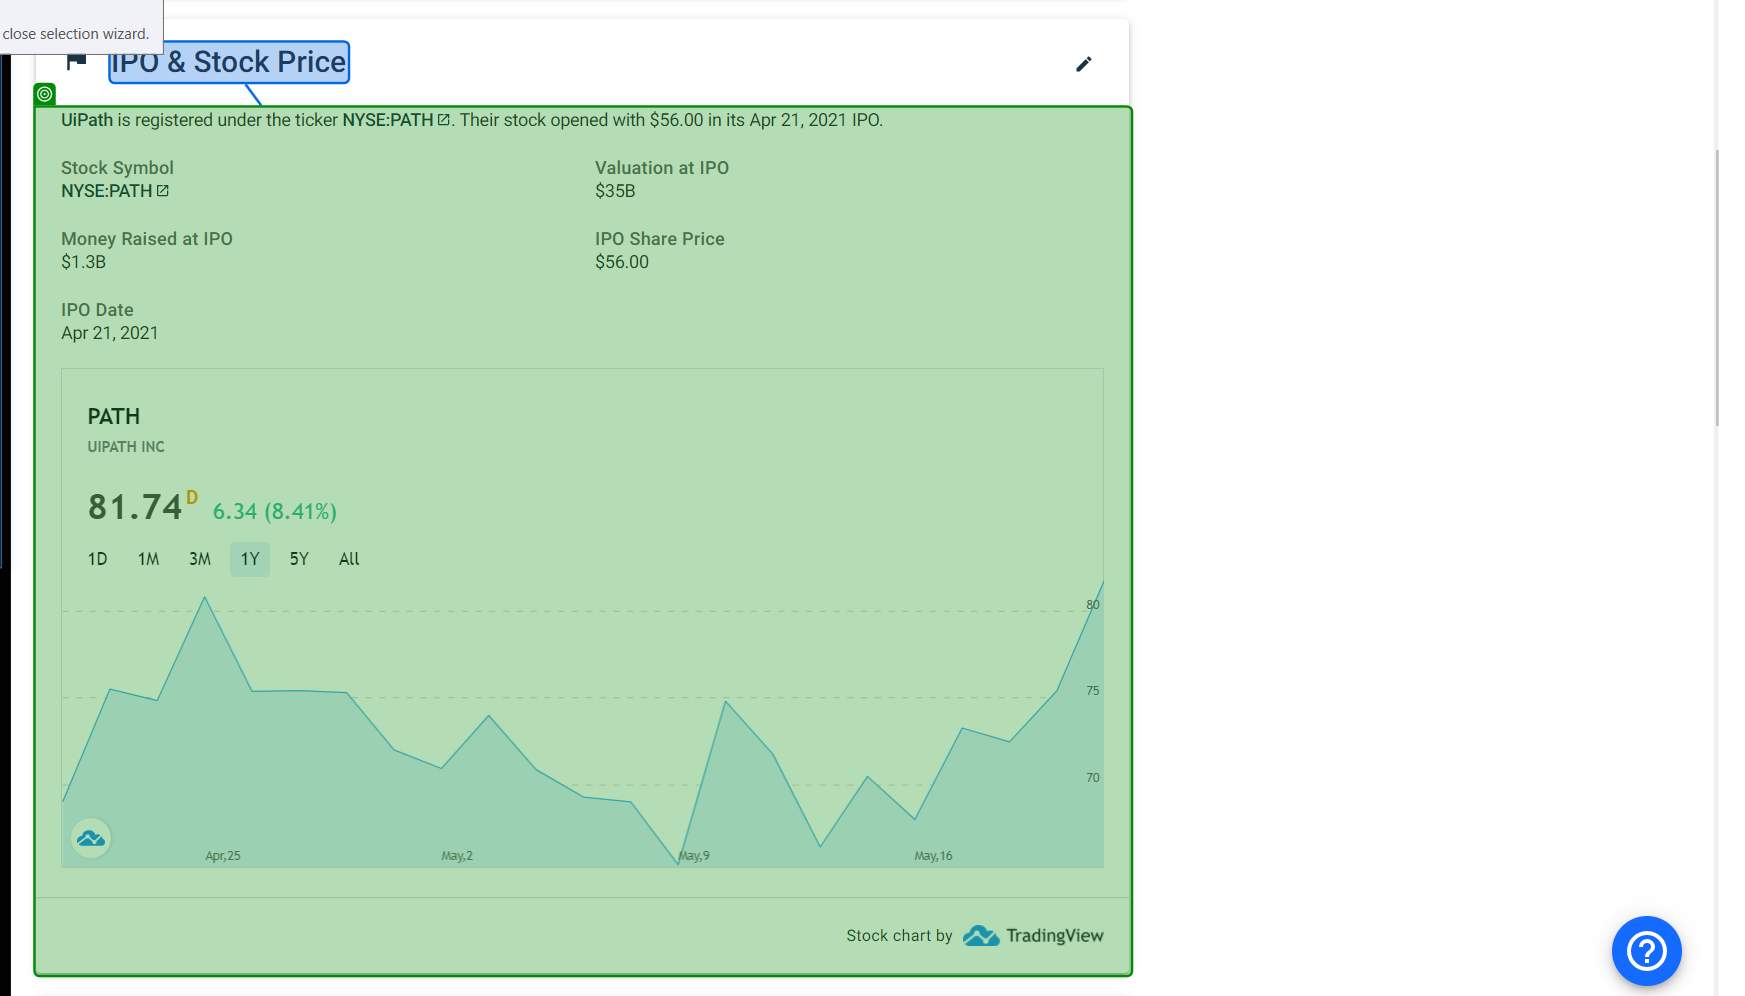 close selection wizard.
IPO & Stock Price
UiPath is registered under the ticker NYSE:PATH. Their stock opened with $56.00 in its Apr 21, 2021 IPO.
Stock Symbol
NYSE:PATH
Valuation at IPO
$35B
Money Raised at IPO
$1.3B
IPO Share Price
$56.00
IPO Date
Apr 21, 2021
PATH
UIPATH INC
81.74 D 6.34 (8.41%)
1D 1M 3M 1Y 5Y All
80
75
70
Apr,25 May,2 May,9 May,16
Stock chart by TradingView